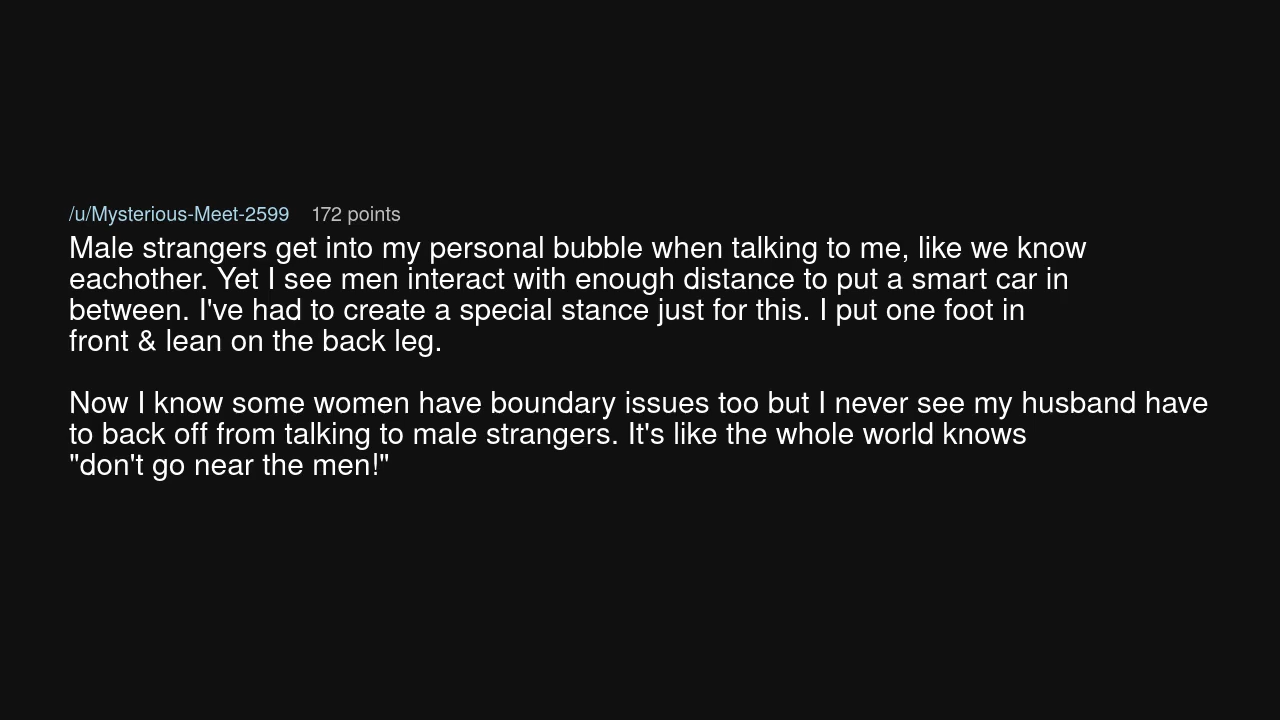 /u/Mysterious-Meet-2599 172 points
Male strangers get into my personal bubble when talking to me, like we know
eachother. Yet I see men interact with enough distance to put a smart car in
between. I've had to create a special stance just for this. I put one foot in
front & lean on the back leg.
Now I know some women have boundary issues too but I never see my husband have
to back off from talking to male strangers. It's like the whole world knows
"don't go near the men!"